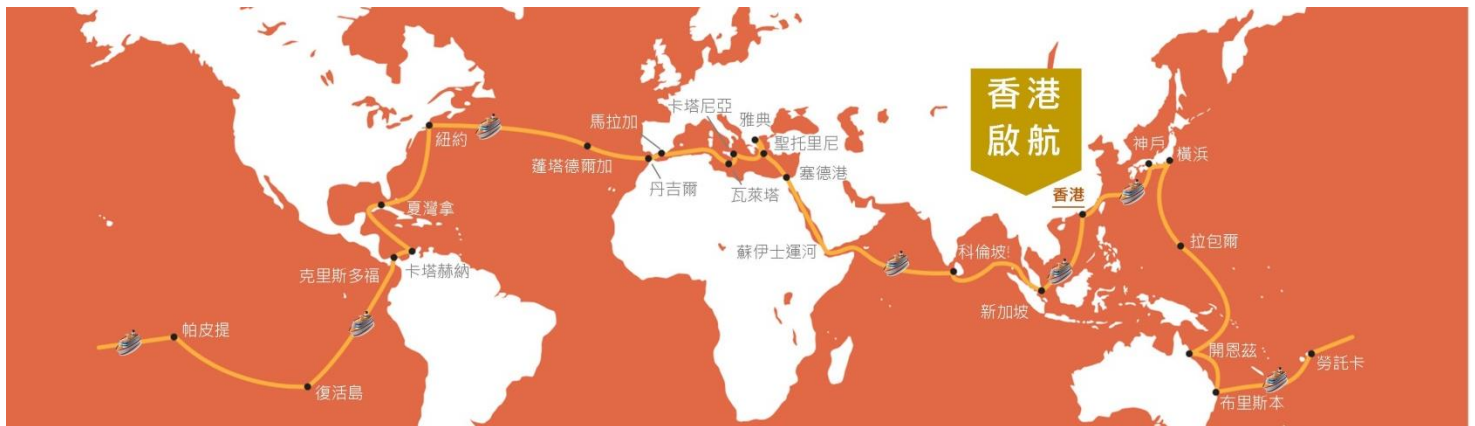 香港
啟航
卡塔尼亞
雅典
馬拉加
紐約
聖托里尼
神戶
橫浜
蓬塔德爾加
丹吉爾
瓦萊塔
塞德港
香港
夏灣拿
拉包爾
蘇伊士運河
科倫坡!
克里斯多福
卡塔赫納
新加坡
帕皮提
開恩茲
勞託卡
復活島
布里斯本